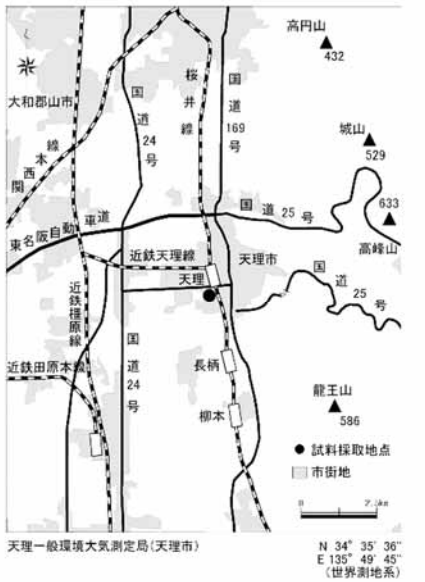 高円山
432
大和郡山市
桜井線
国道24号
国道169号
城山
529
関西本線
633
国道25号
東名阪自動車道
高峰山
近鉄天理線
天理市
天理
国道25号
近鉄橿原線
長柄
近鉄田原本線
国道24号
柳本
龍王山
586
● 試料採取地点
市街地
0
天理一般環境大気測定局(天理市)
N 34° 35' 36"
E 135° 49' 45"
(世界測地系)